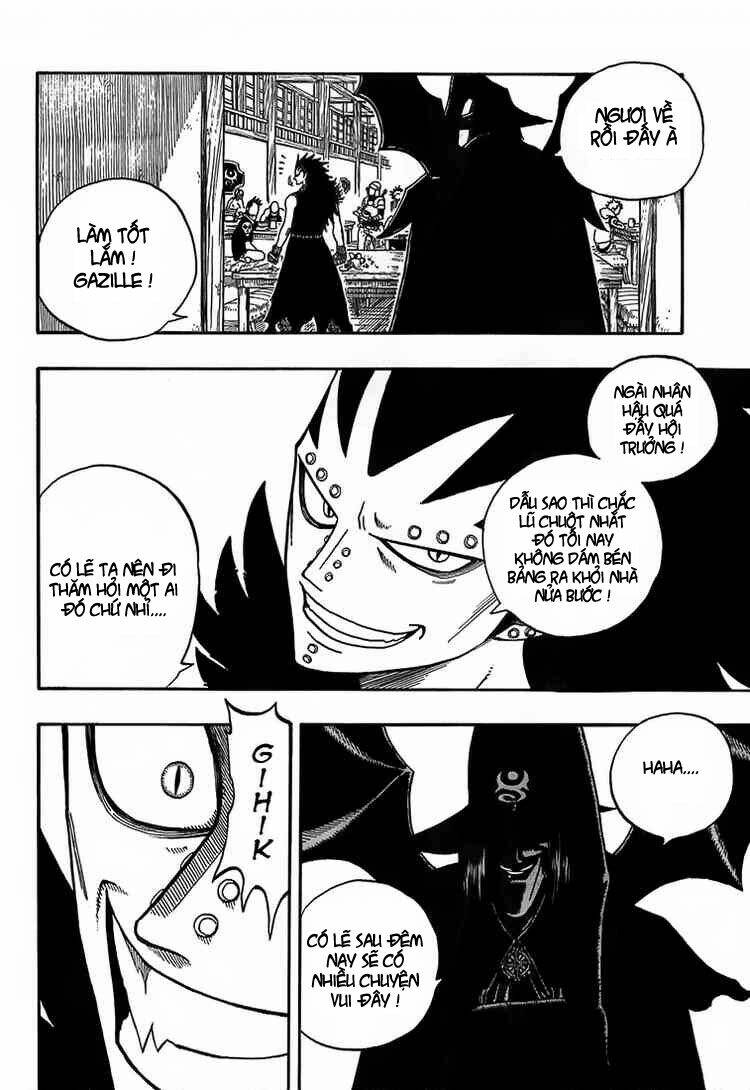 NGƯƠI VỀ
RỒI ĐẤY À
LÀM TỐT
LẮM !
GAZILLE !
NGÀI NHÂN
HẬU QUÁ
ĐẤY HỘI
TRƯỞNG !
DẪU SAO THÌ CHẮC
LŨ CHUỘT NHẮT
ĐÓ TỐI NAY
KHÔNG DÁM BÉN
BẢNG RA KHỎI NHÀ
NỬA BƯỚC !
CÓ LẼ TA NÊN ĐI
THĂM HỎI MỘT AI
ĐÓ CHỨ NHỈ....
GIHIK
HAHA....
CÓ LẼ SAU ĐÊM
NAY SẼ CÓ
NHIỀU CHUYỆN
VUI ĐÂY !